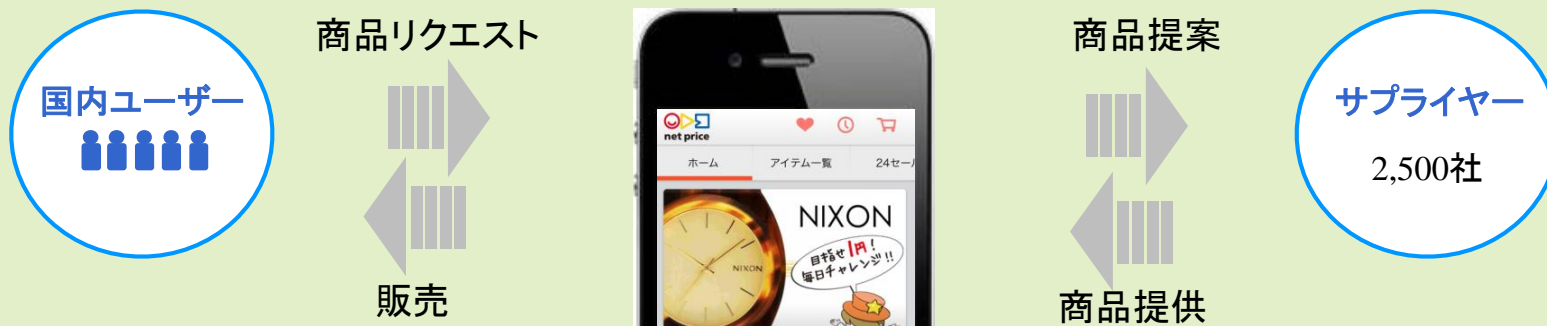 商品リクエスト
商品提案
国内ユーザー
サプライヤー
2,500社
net price
ホーム
アイテム一覧
24セール
NIXON
目指せ1円!
毎日チャレンジ!!
NIXON
販売
商品提供